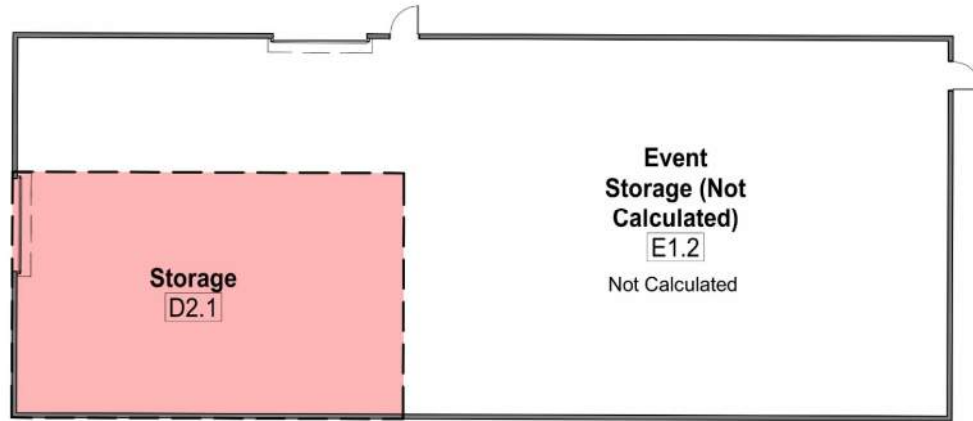 Event
Storage (Not
Calculated)
E1.2
Not Calculated
Storage
D2.1